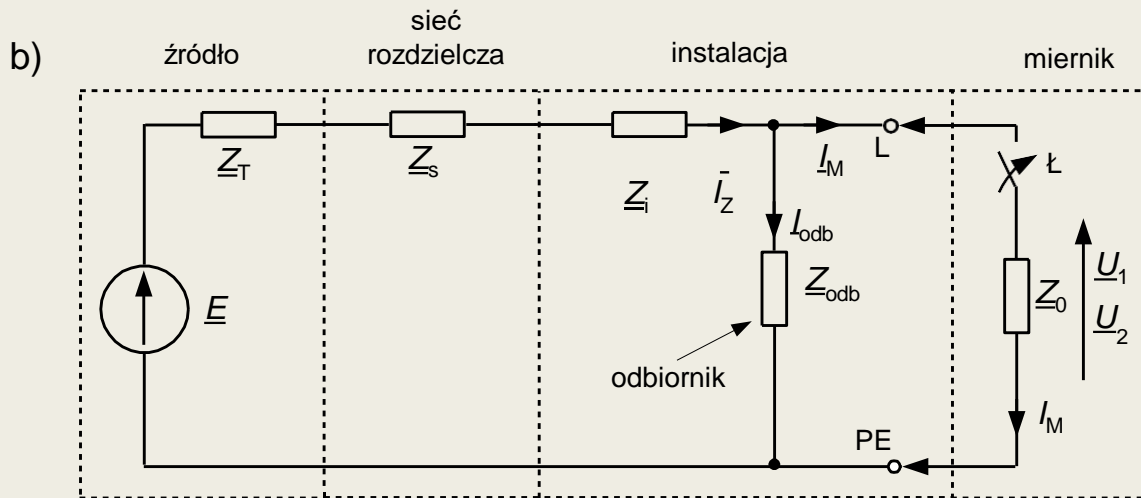 b)
źródło
sieć
rozdzielcza
instalacja
miernik
Z_T
Z_s
Z_i
I_Z
I_M
L
Ł
I_odb
Z_odb
E
Z_0
U_1
U_2
odbiornik
I_M
PE